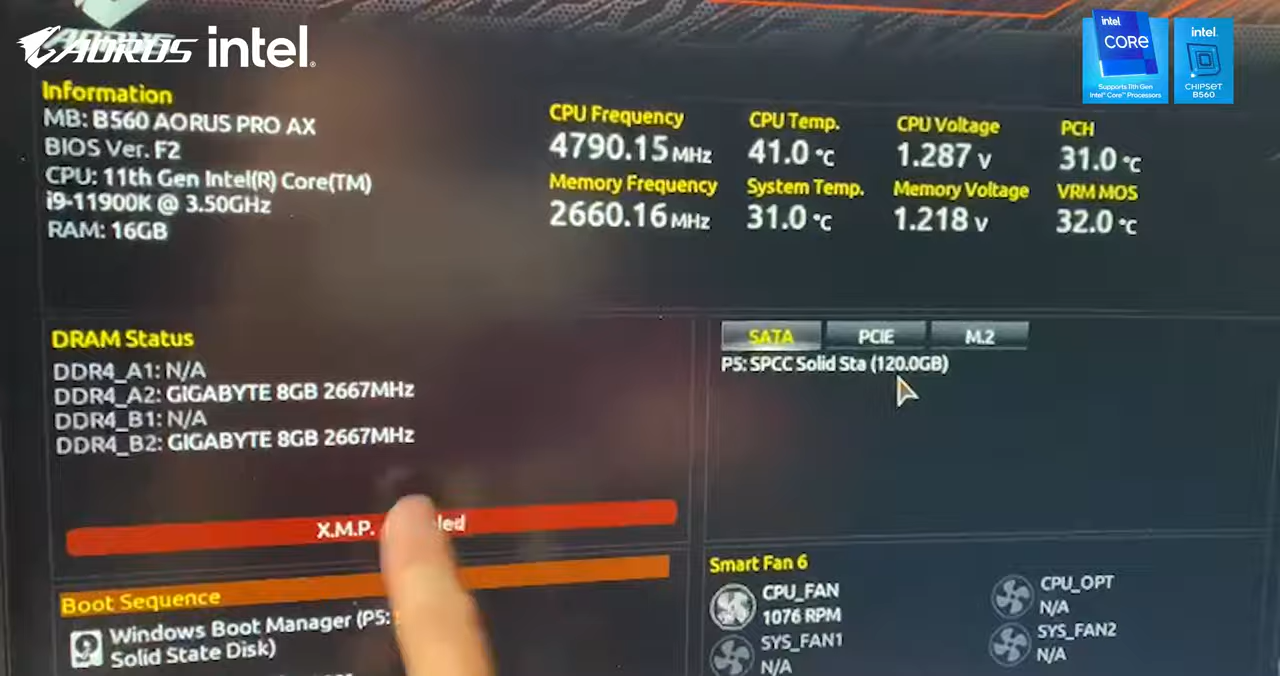 AORUS intel.
intel CORE
Supports 11th Gen
Intel® Core™ Processors
intel.
CHIPSET
B560
Information
MB: B560 AORUS PRO AX
BIOS Ver. F2
CPU: 11th Gen Intel(R) Core(TM)
i9-11900K @ 3.50GHz
RAM: 16GB
CPU Frequency
4790.15 MHz
CPU Temp.
41.0 °C
CPU Voltage
1.287 V
PCH
31.0 °C
Memory Frequency
2660.16 MHz
System Temp.
31.0 °C
Memory Voltage
1.218 V
VRM MOS
32.0 °C
DRAM Status
DDR4_A1: N/A
DDR4_A2: GIGABYTE 8GB 2667MHz
DDR4_B1: N/A
DDR4_B2: GIGABYTE 8GB 2667MHz
X.M.P.
SATA
PCIE
M.2
P5: SPCC Solid Sta (120.0GB)
Boot Sequence
Windows Boot Manager (P5:
Solid State Disk)
Smart Fan 6
CPU_FAN
1076 RPM
CPU_OPT
N/A
SYS_FAN1
N/A
SYS_FAN2
N/A